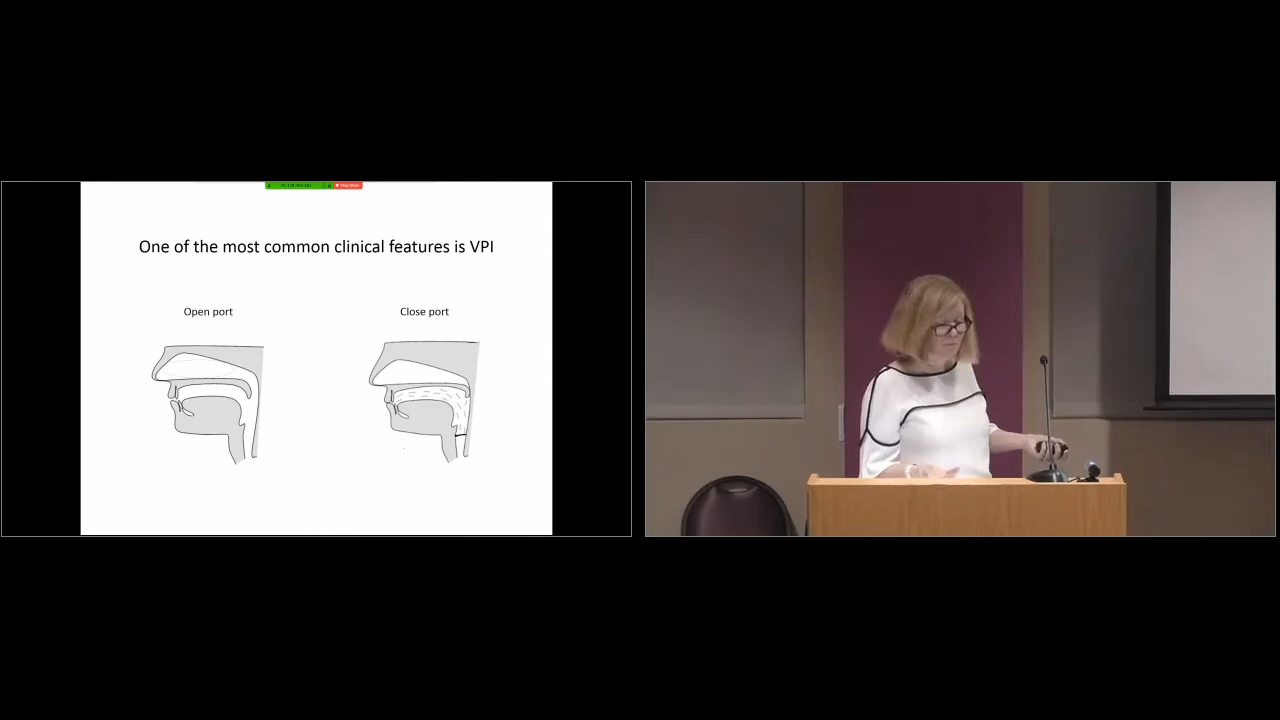 One of the most common clinical features is VPI
Open port
Close port